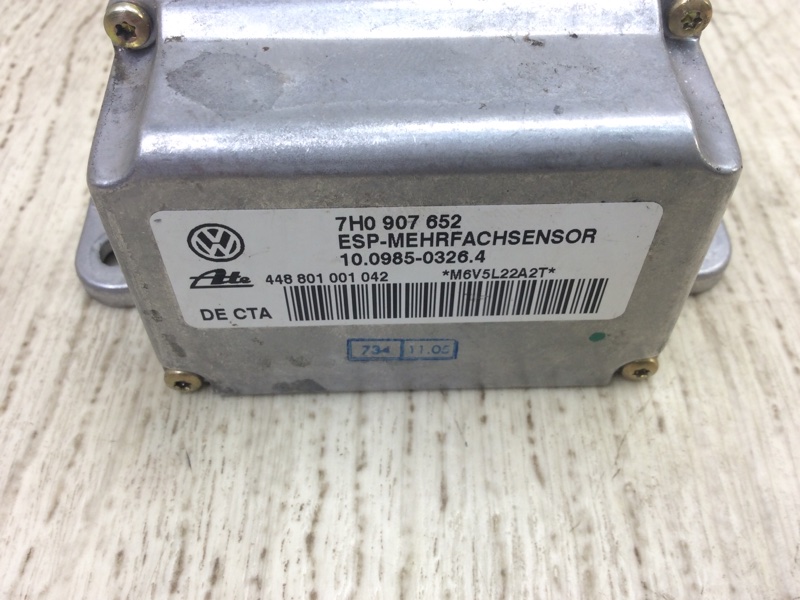 7H0 907 652
ESP-MEHRFACHSENSOR
10.0985-0326.4
Ate 448 801 001 042 *M6V5L22A2T*
DE CTA
734 11.05